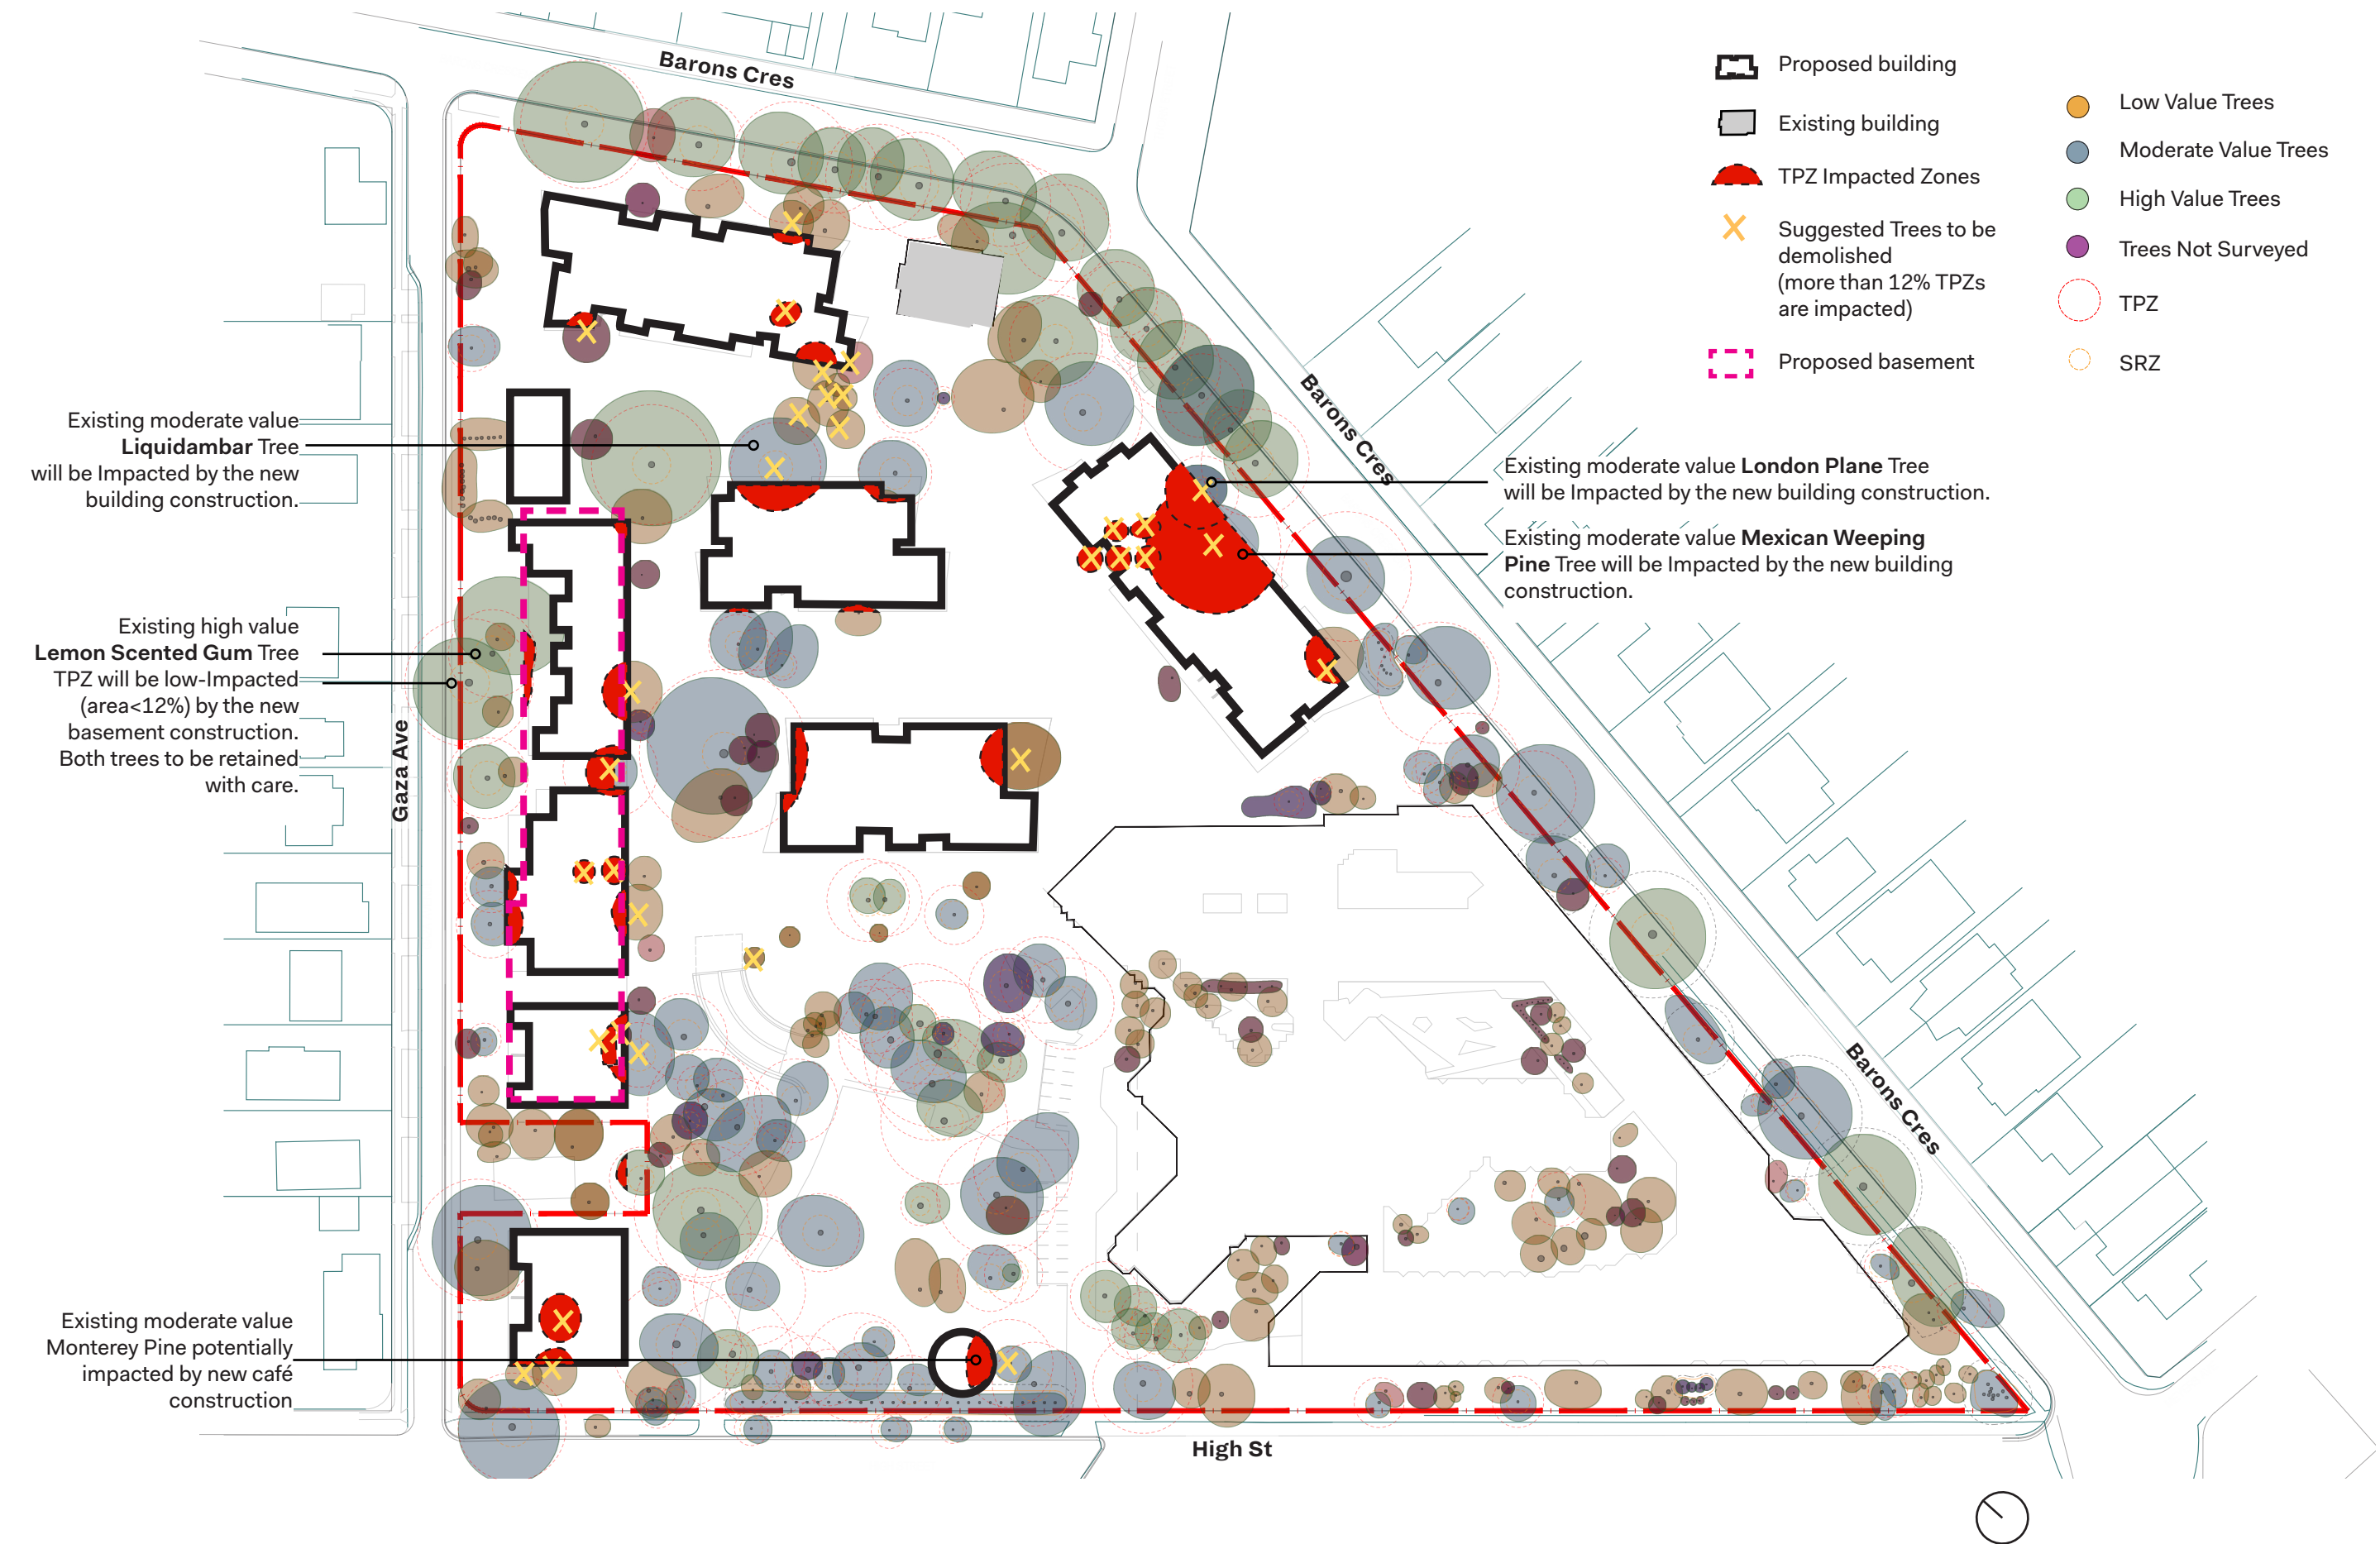 Barons Cres
Proposed building
Existing building
TPZ Impacted Zones
Suggested Trees to be
demolished
(more than 12% TPZs
are impacted)
Proposed basement
Low Value Trees
Moderate Value Trees
High Value Trees
Trees Not Surveyed
TPZ
SRZ
Existing moderate value
Liquidambar Tree
will be Impacted by the new
building construction.
Barons Cres
Existing moderate value London Plane Tree
will be Impacted by the new building construction.
Existing moderate value Mexican Weeping
Pine Tree will be Impacted by the new building
construction.
Existing high value
Lemon Scented Gum Tree
TPZ will be low-Impacted
(area<12%) by the new
basement construction.
Both trees to be retained
with care.
Gaza Ave
Barons Cres
Existing moderate value
Monterey Pine potentially
impacted by new café
construction
High St